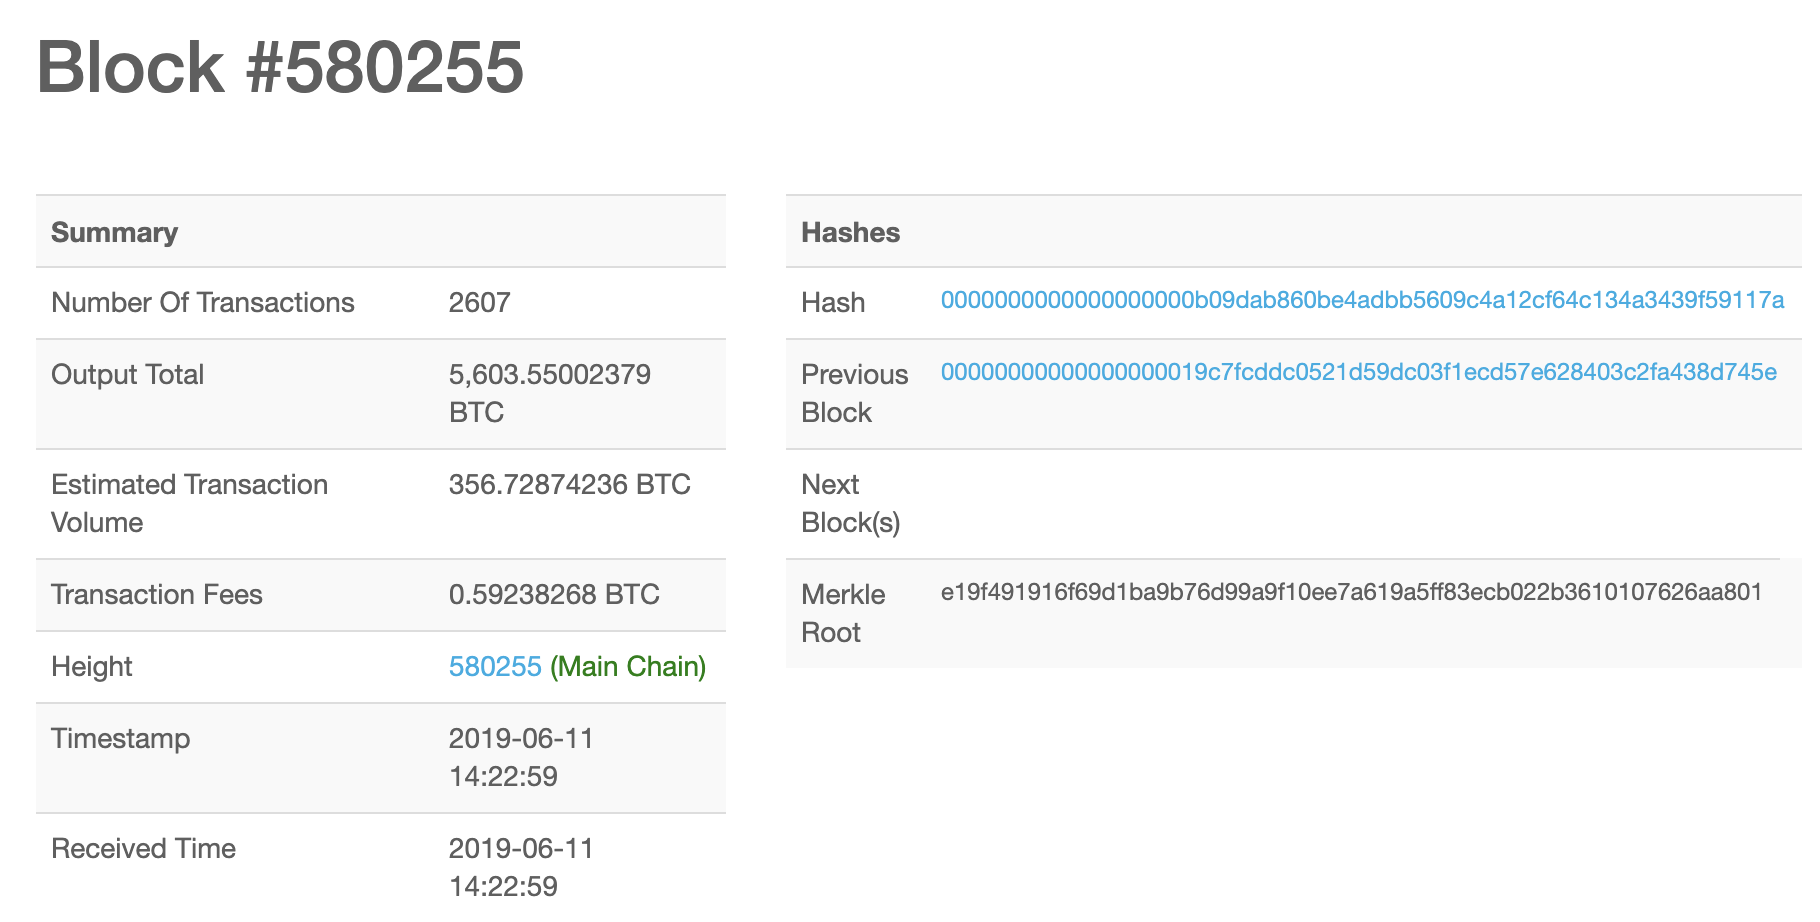 Block #580255
Summary
Number Of Transactions 2607
Output Total 5,603.55002379
BTC
Estimated Transaction 356.72874236 BTC
Volume
Transaction Fees 0.59238268 BTC
Height 580255 (Main Chain)
Timestamp 2019-06-11
14:22:59
Received Time 2019-06-11
14:22:59
Hashes
Hash 0000000000000000000b09dab860be4adbb5609c4a12cf64c134a3439f59117a
Previous 00000000000000000019c7fcddc0521d59dc03f1ecd57e628403c2fa438d745e
Block
Next
Block(s)
Merkle e19f491916f69d1ba9b76d99a9f10ee7a619a5ff83ecb022b3610107626aa801
Root